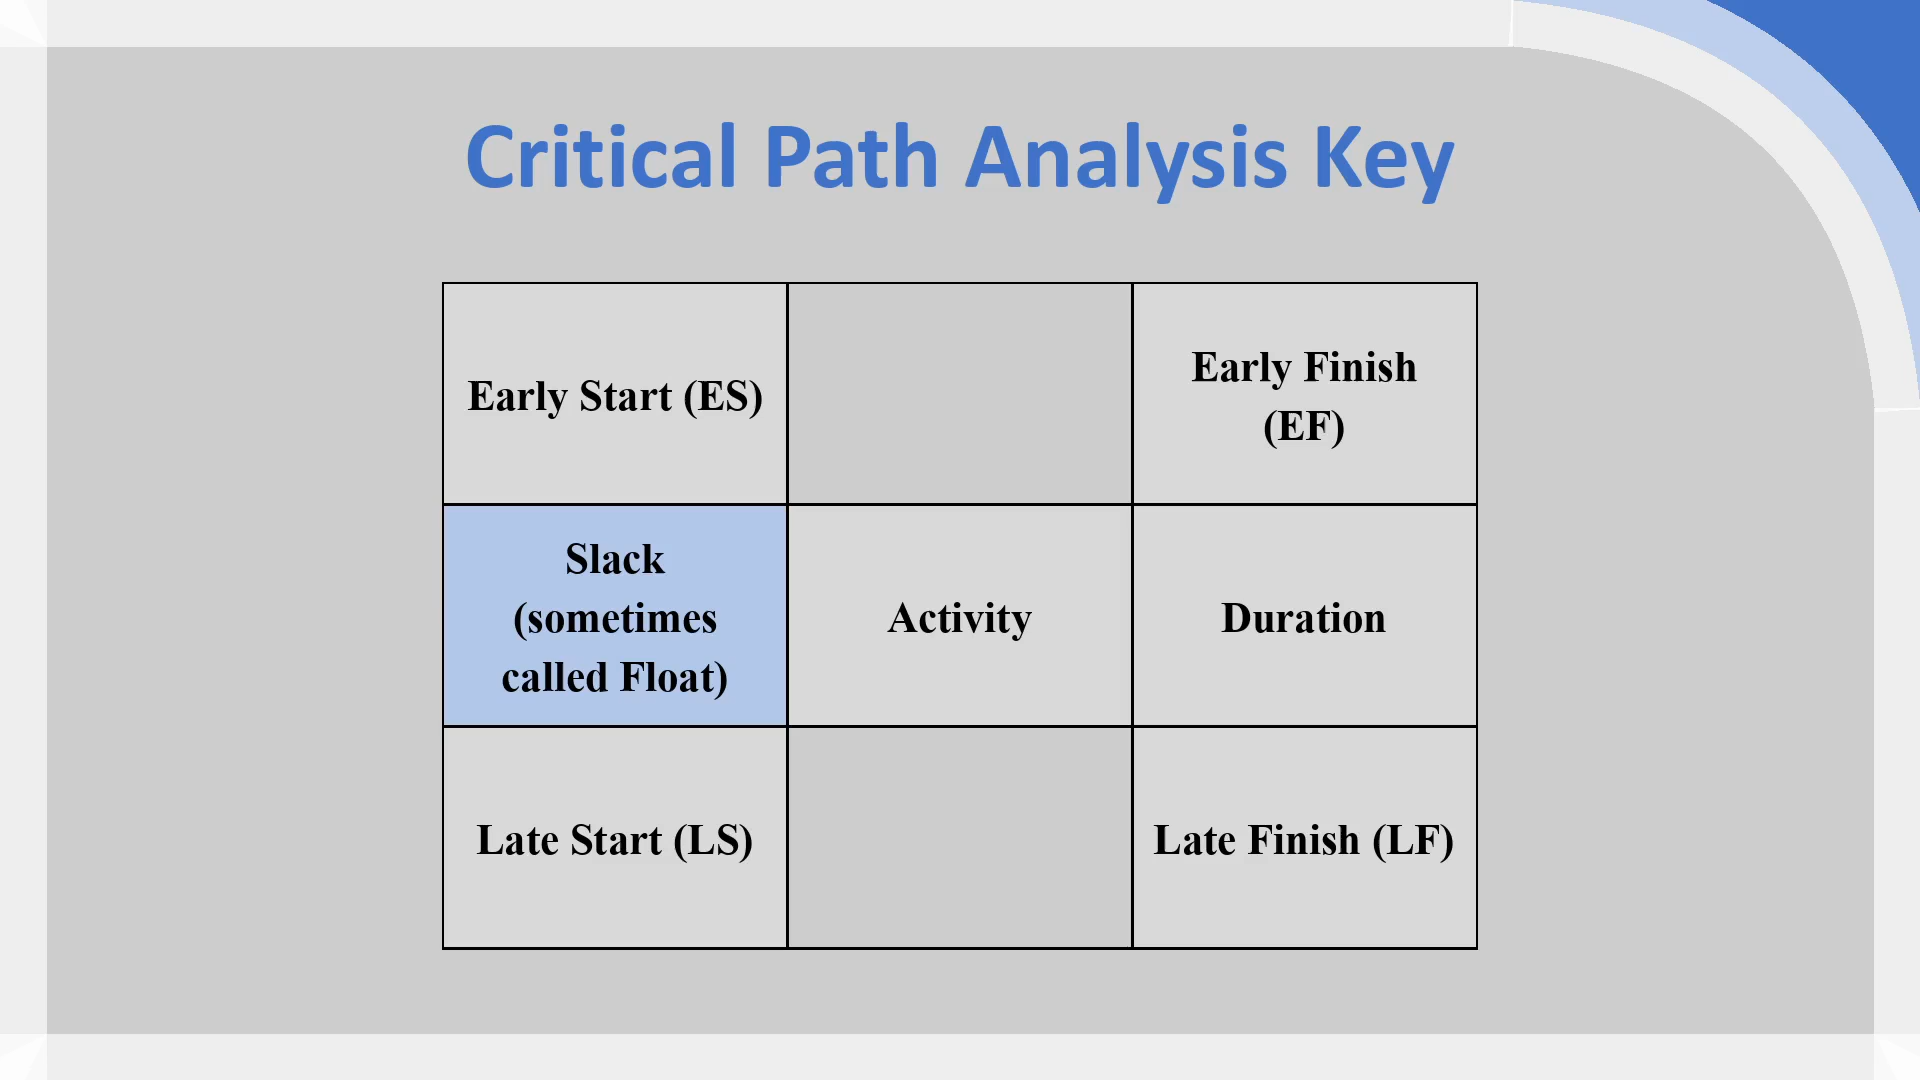 Critical Path Analysis Key
Early Start (ES)
Early Finish
(EF)
Slack
(sometimes
called Float)
Activity
Duration
Late Start (LS)
Late Finish (LF)